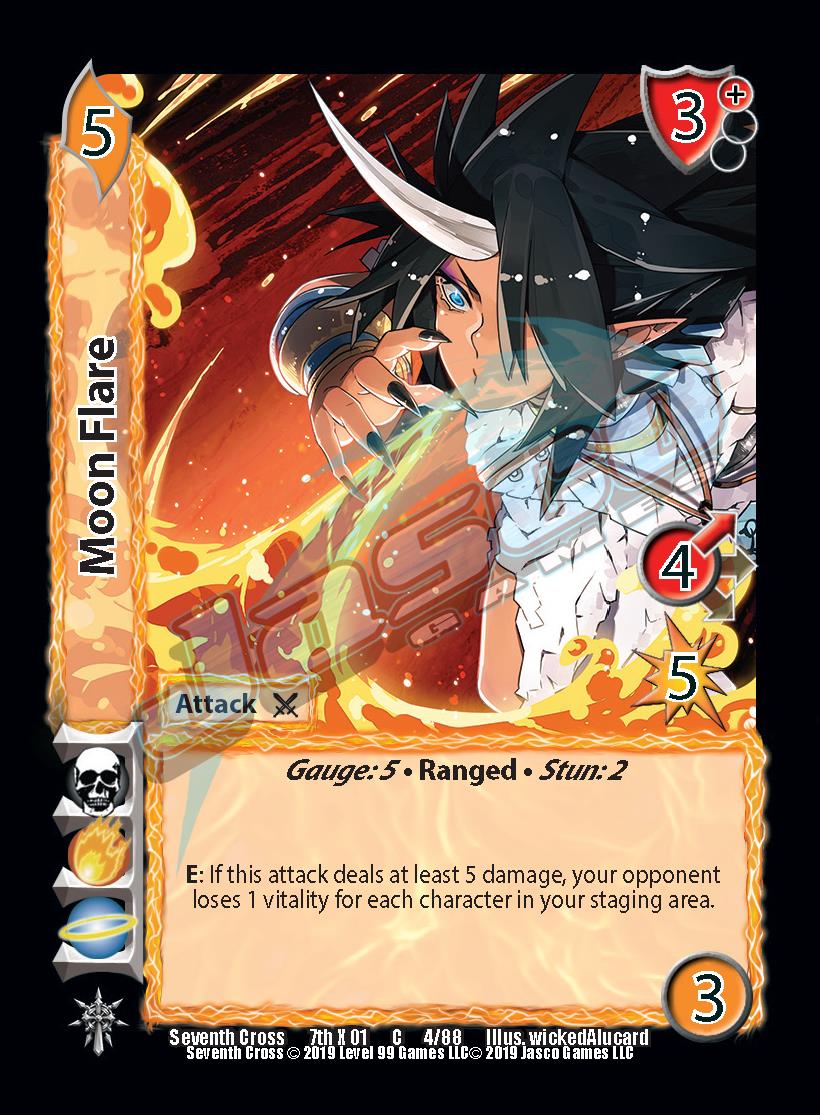 5
3 +
Moon Flare
Jasco
GAMES
4
5
Attack
Gauge: 5 • Ranged • Stun: 2
E: If this attack deals at least 5 damage, your opponent
loses 1 vitality for each character in your staging area.
3
Seventh Cross 7th X 01 C 4/88 Illus. wickedAlucard
Seventh Cross © 2019 Level 99 Games LLC© 2019 Jasco Games LLC